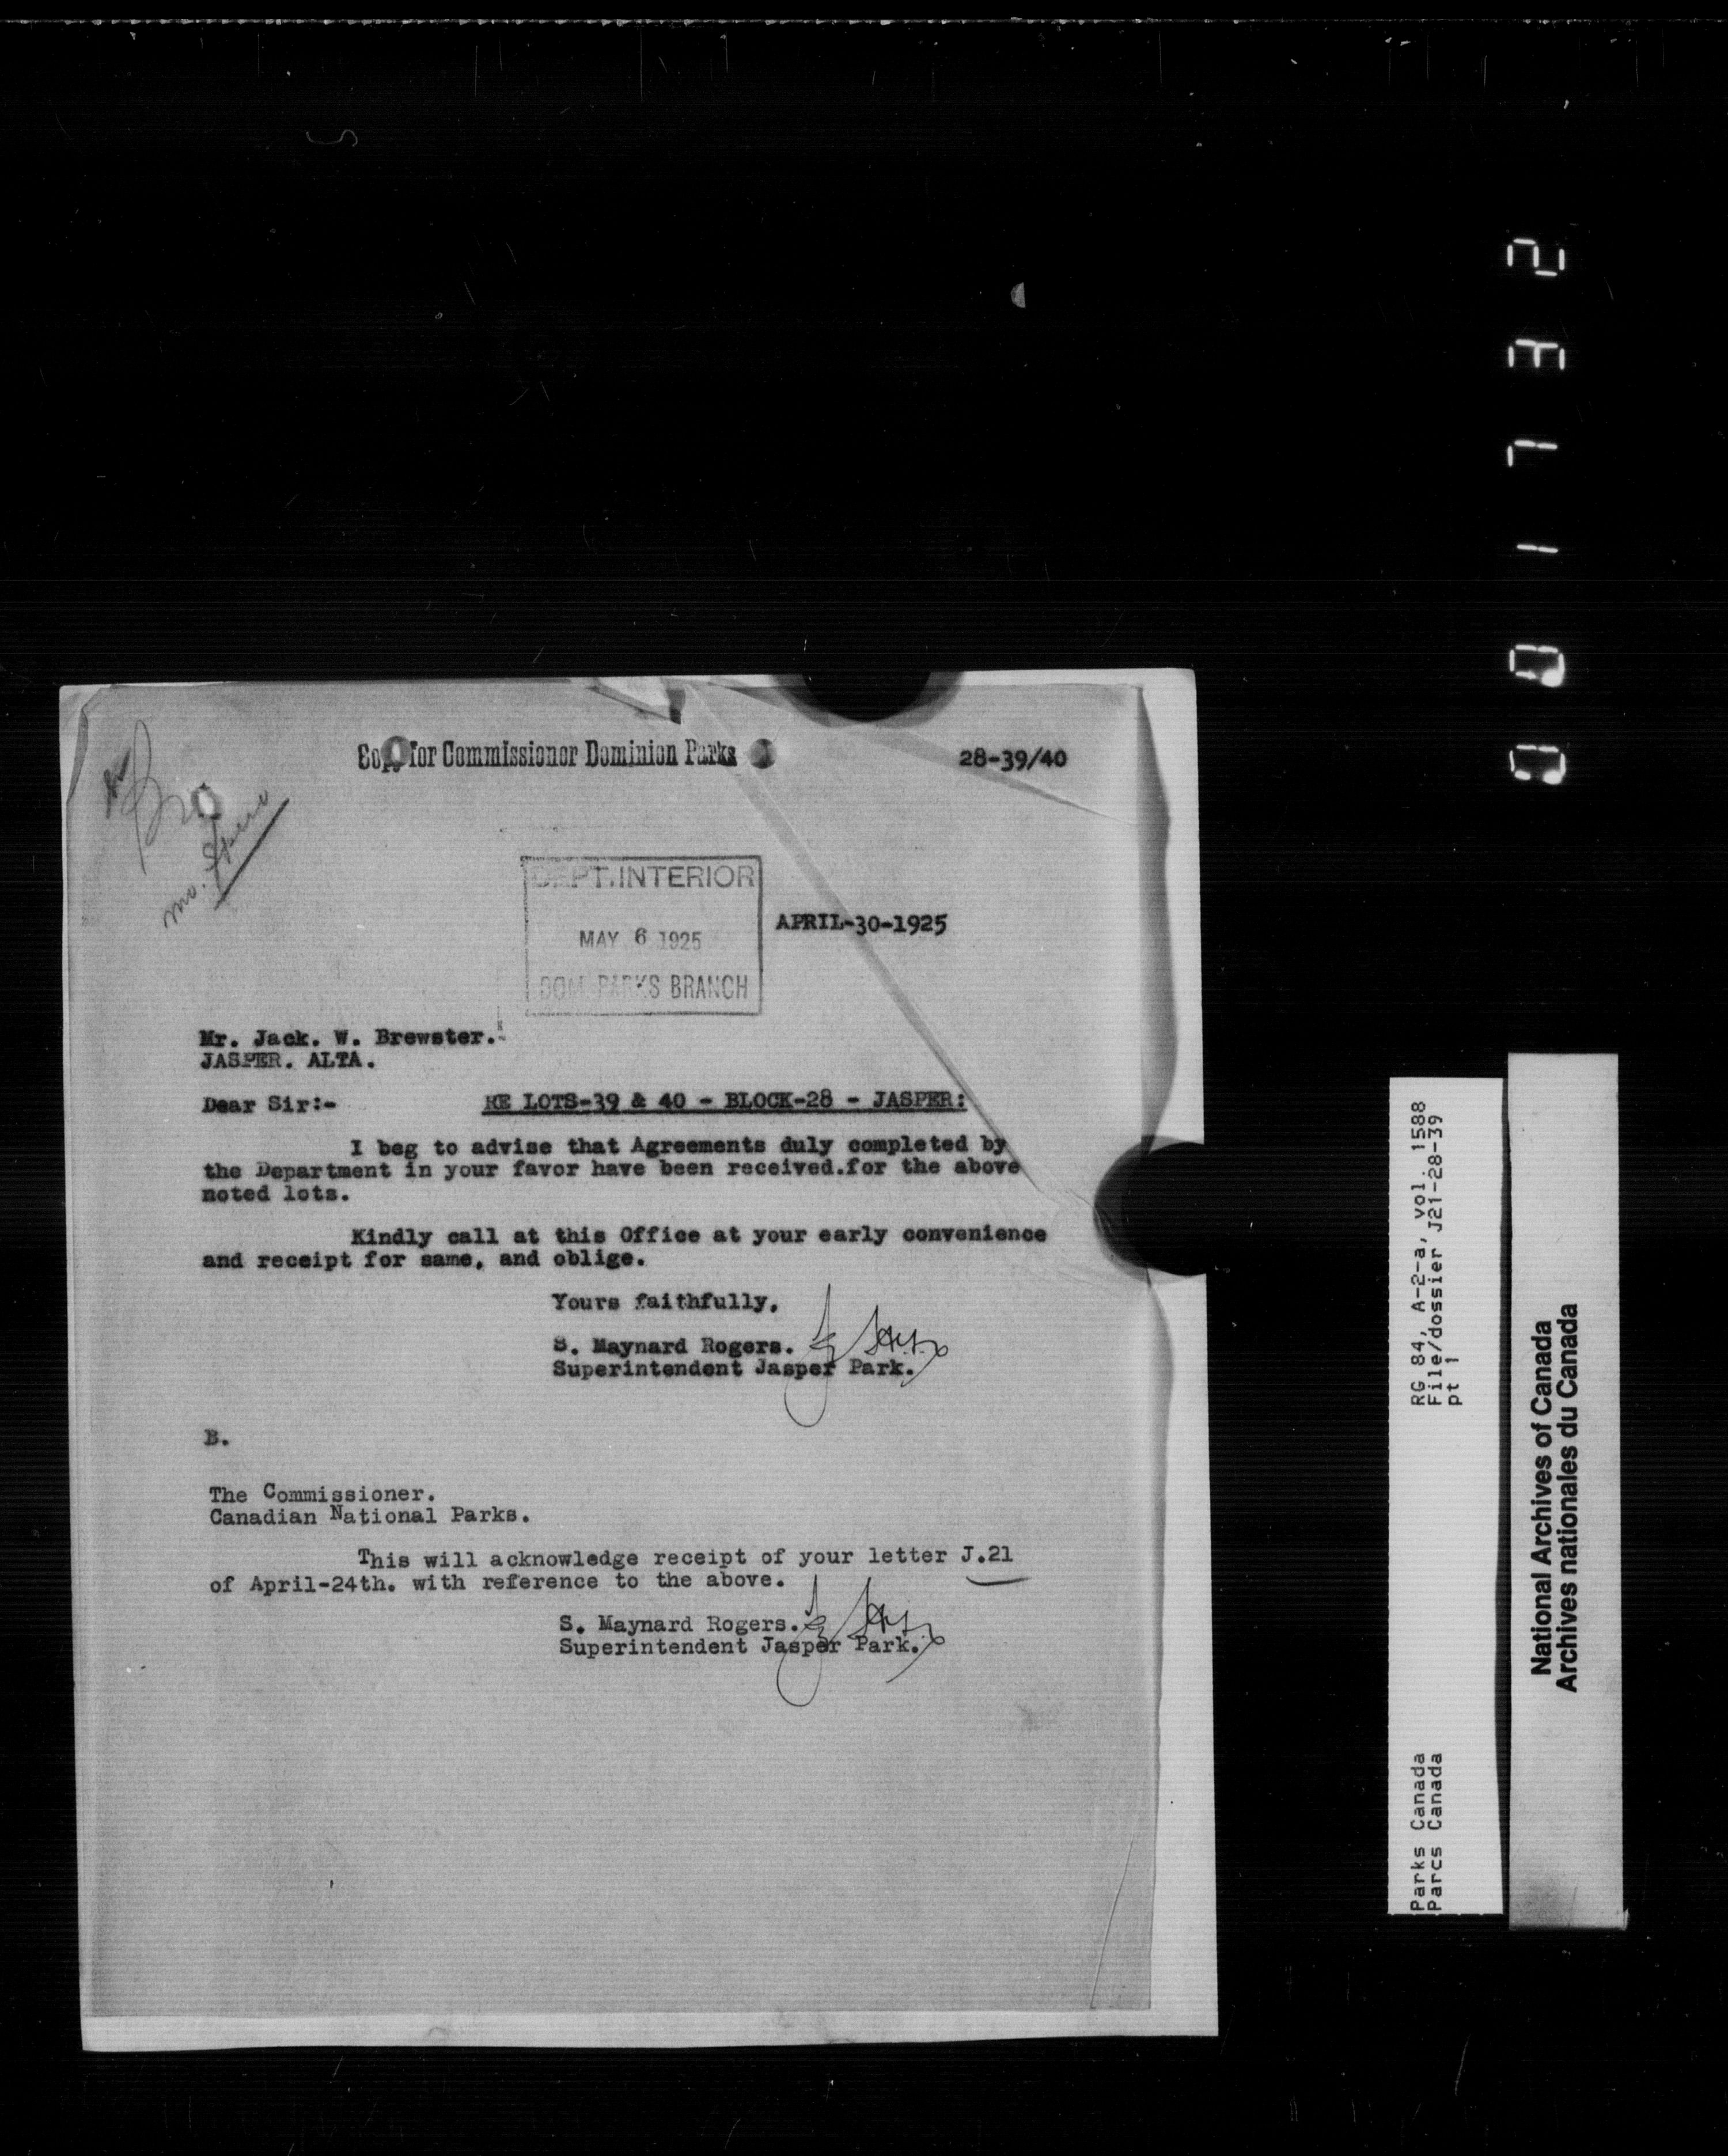 Copy for Commissioner Dominion Parks
28-39/40
Mr. Spero
DEPT. INTERIOR
MAY 6 1925
DOM PARKS BRANCH
APRIL-30-1925
Mr. Jack. W. Brewster.
JASPER. ALTA.
Dear Sir:- RE LOTS-39 & 40 - BLOCK-28 - JASPER:
I beg to advise that Agreements duly completed by
the Department in your favor have been received.for the above
noted lots.
Kindly call at this Office at your early convenience
and receipt for same, and oblige.
Yours faithfully,
S. Maynard Rogers.
Superintendent Jasper Park.
B.
The Commissioner.
Canadian National Parks.
This will acknowledge receipt of your letter J.21
of April-24th. with reference to the above.
S. Maynard Rogers.
Superintendent Jasper Park.
001732
RG 84, A-2-a, vol. 1588
File/dossier J21-28-39
pt 1
Parks Canada
Parcs Canada
National Archives of Canada
Archives nationales du Canada